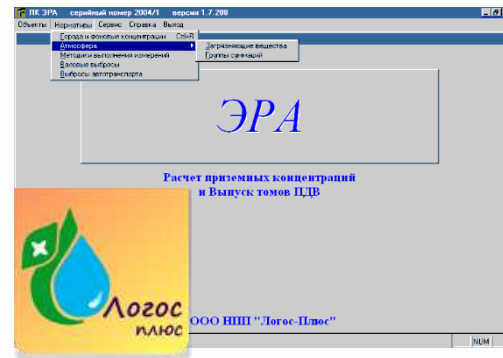 ПК ЭРА серийный номер 2004/1 версия 1.7.200
Объекты Нормативы Сервис Справка Выход
Города и фоновые концентрации Ctrl+R
Атмосфера
Методики выполнения измерений
Валовые выбросы
Выбросы автотранспорта
Загрязняющие вещества
Группы суммаций
ЭРА
Расчет приземных концентраций
и Выпуск томов ПДВ
Логос
плюс
ООО НПП "Логос-Плюс"
NUM